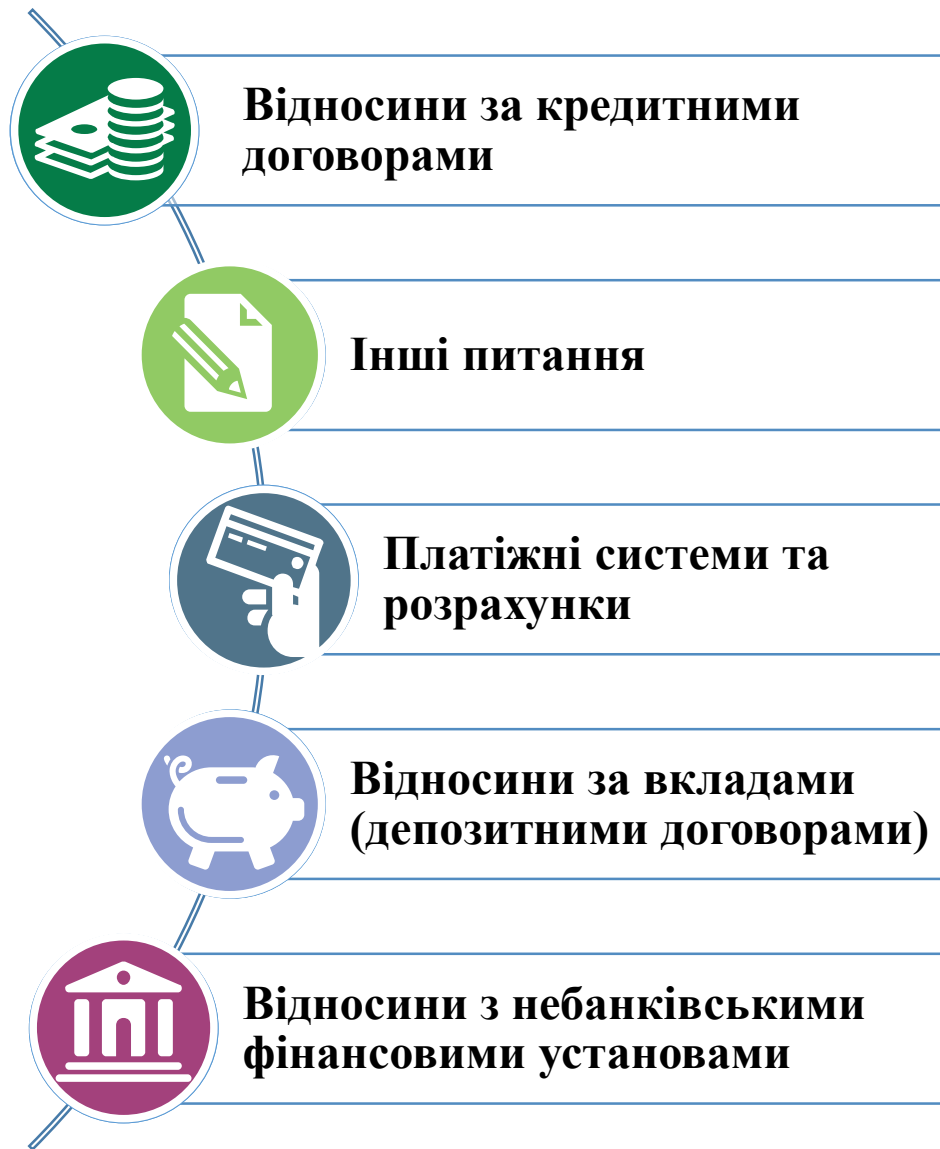 Відносини за кредитними
договорами
Інші питання
Платіжні системи та
розрахунки
Відносини за вкладами
(депозитними договорами)
Відносини з небанківськими
фінансовими установами